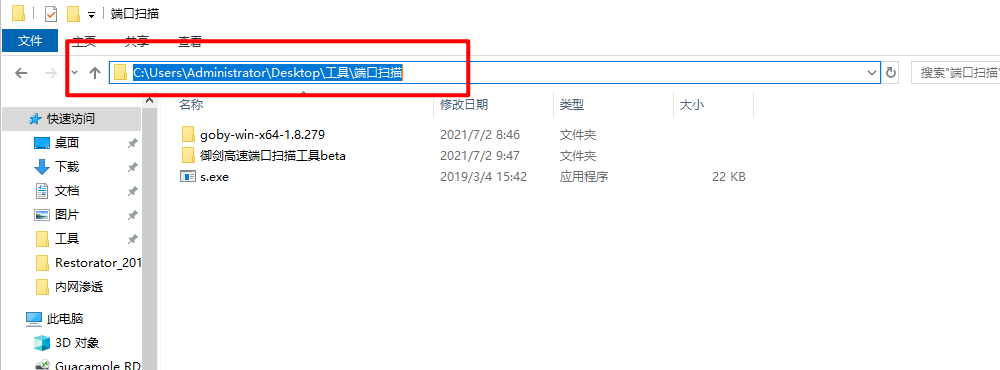 端口扫描
文件 主页 共享 查看
C:\Users\Administrator\Desktop\工具\端口扫描 搜索"端口扫描"
名称 修改日期 类型 大小
快速访问
goby-win-x64-1.8.279 2021/7/2 8:46 文件夹
桌面
御剑高速端口扫描工具beta 2021/7/2 9:47 文件夹
下载
s.exe 2019/3/4 15:42 应用程序 22 KB
文档
图片
工具
Restorator_201
内网渗透
此电脑
3D 对象
Guacamole RD